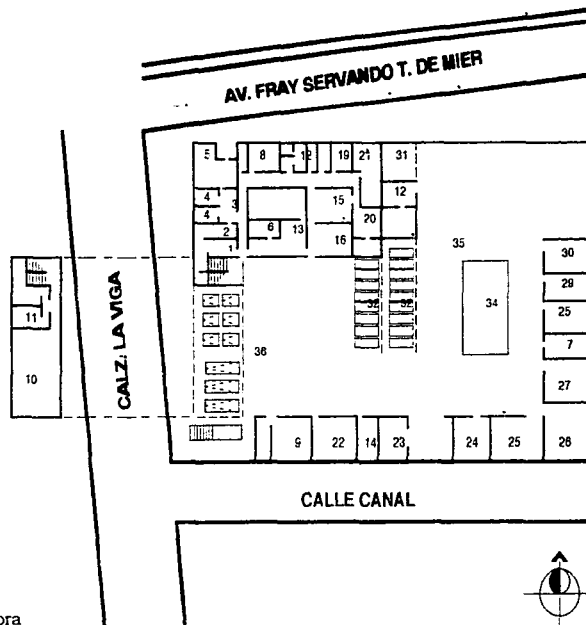 AV. FRAY SERVANDO T. DE MIER
5 8 18 19 21 31
4 3 15 12
4 2 6 13 20
1 16 35 30
11 32 32 34 29
10 36 25
7
27
9 22 14 23 24 25 26
CALZ. LA VIGA
CALLE CANAL
ora